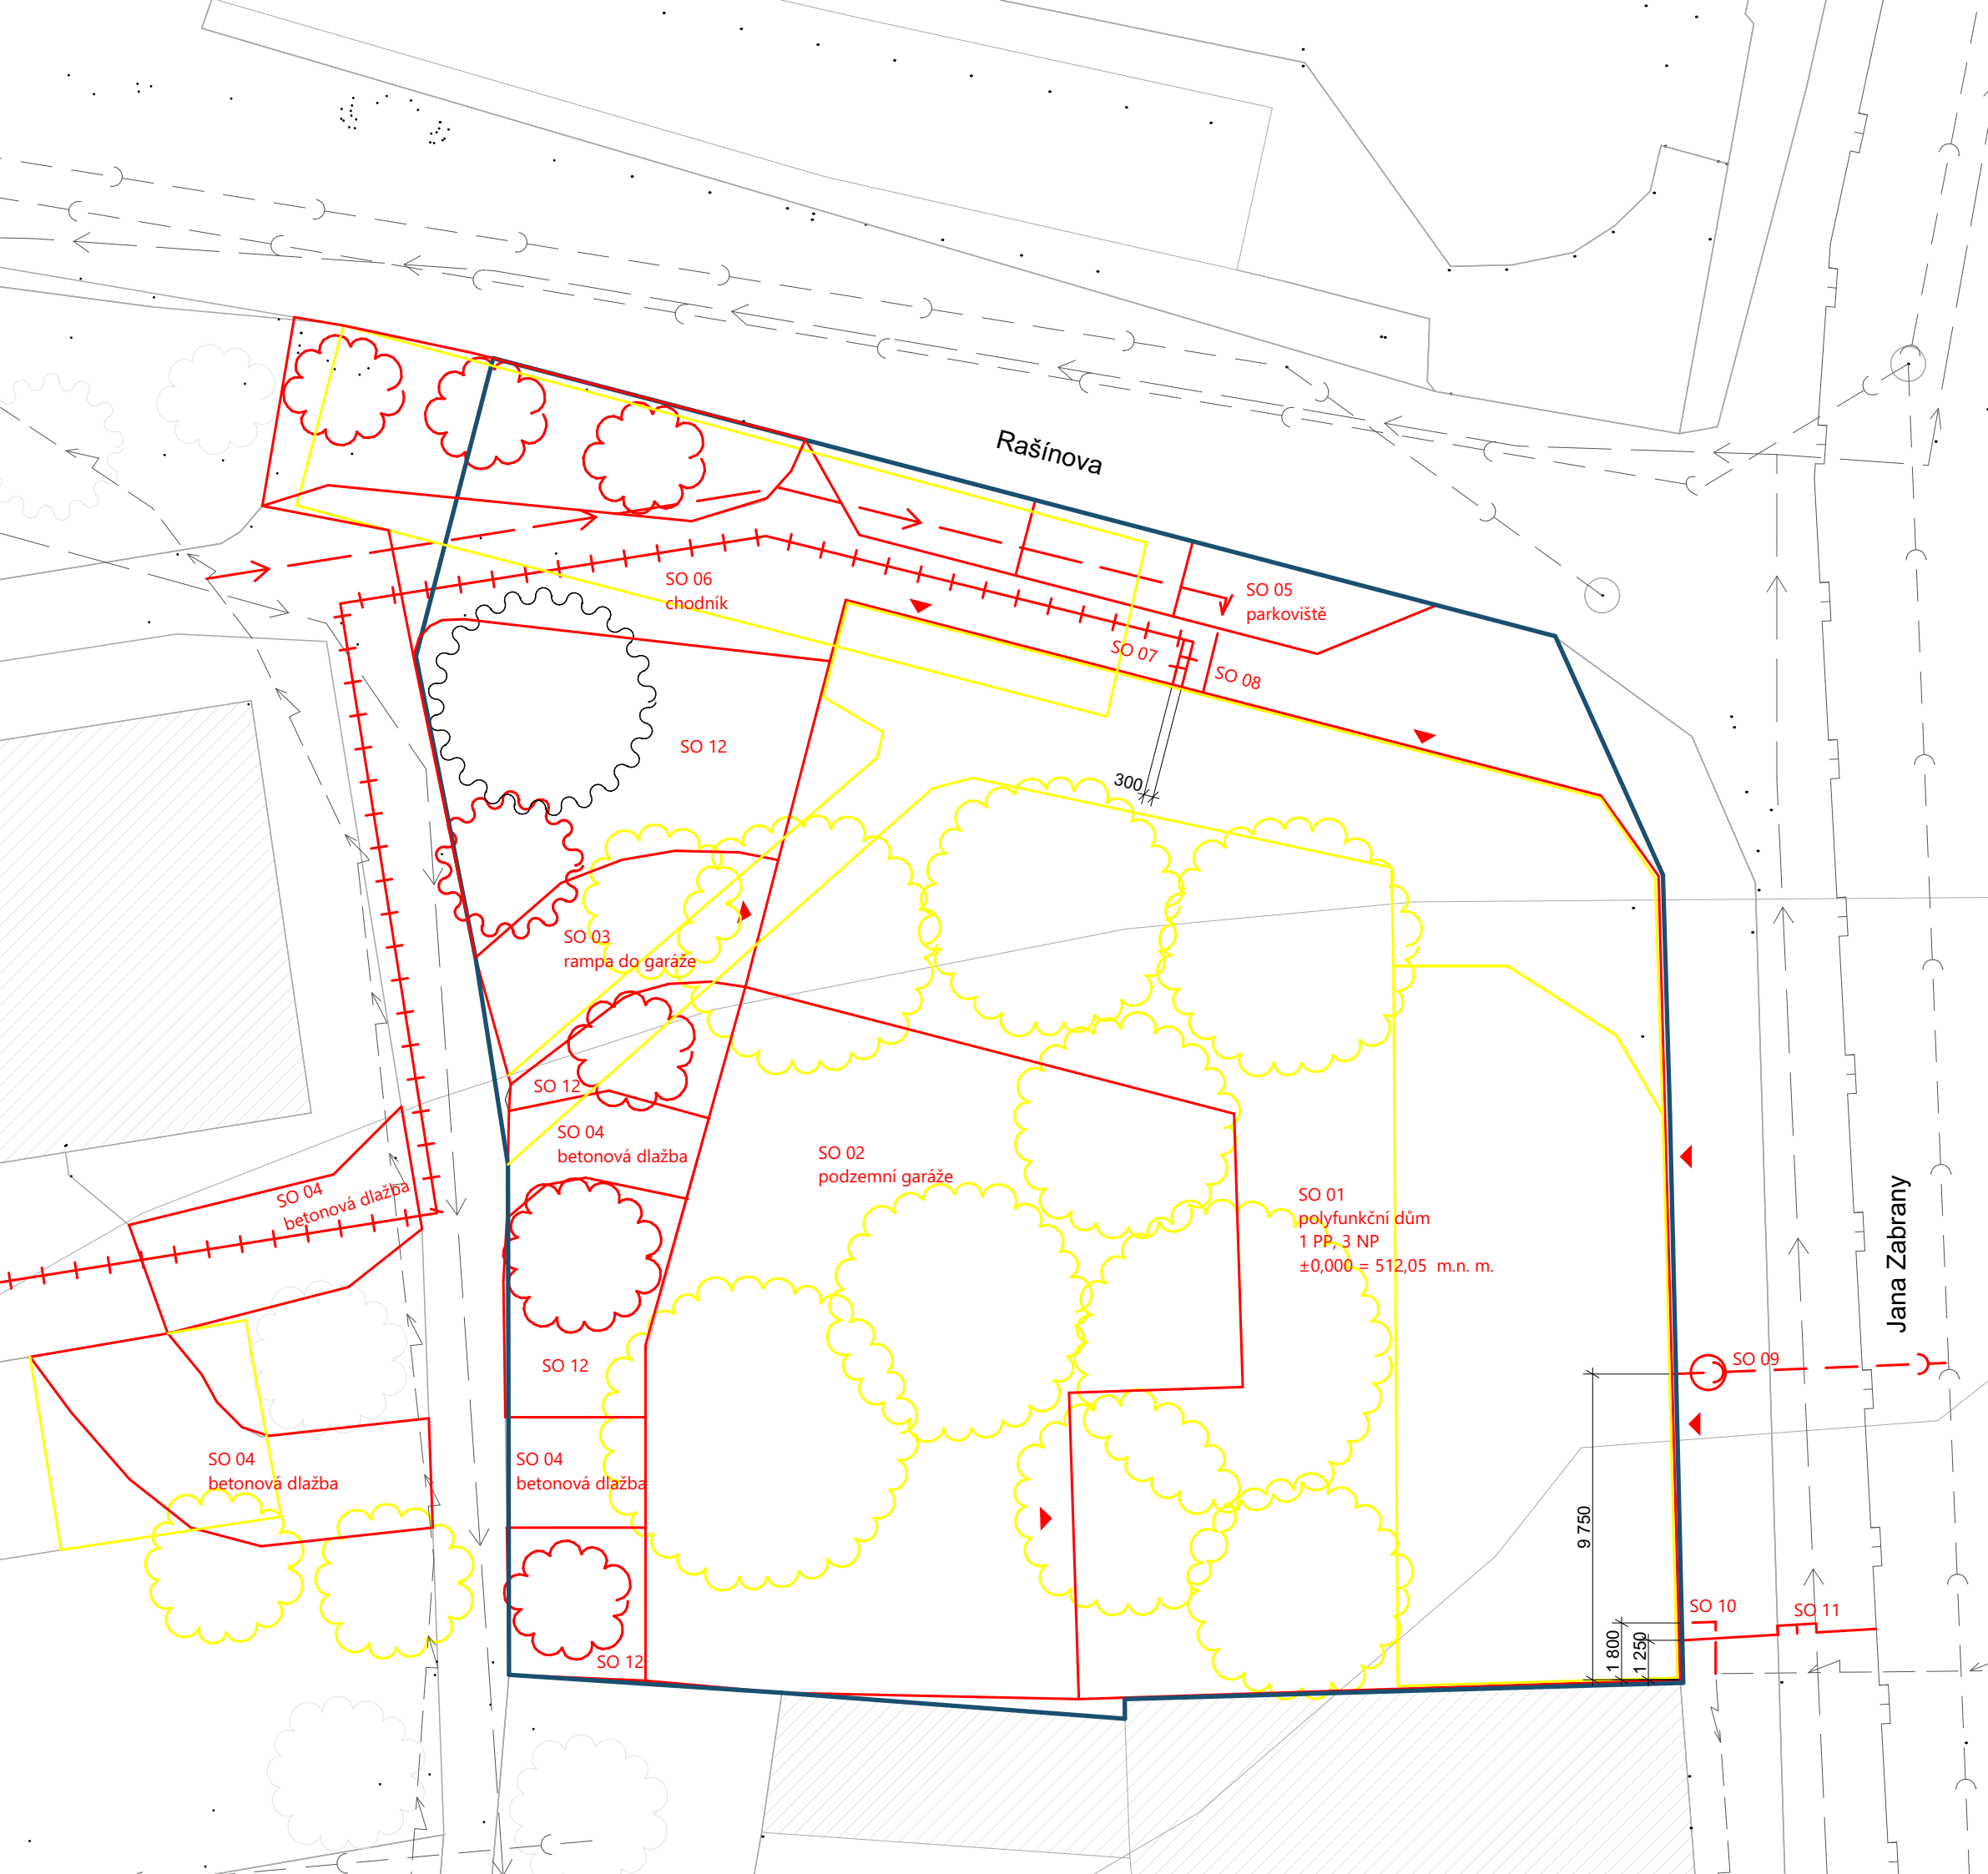 Rašínova
SO 06
chodník
SO 05
parkoviště
SO 07
SO 08
SO 12
300
SO 03
rampa do garáže
SO 12
SO 04
betonová dlažba
SO 02
podzemní garáže
SO 04
betonová dlažba
SO 01
polyfunkční dům
1 PP, 3 NP
±0,000 = 512,05 m.n. m.
Jana Zabrany
SO 09
SO 12
SO 04
betonová dlažba
SO 04
betonová dlažba
9 750
SO 10
SO 11
1 800
1 250
SO 12